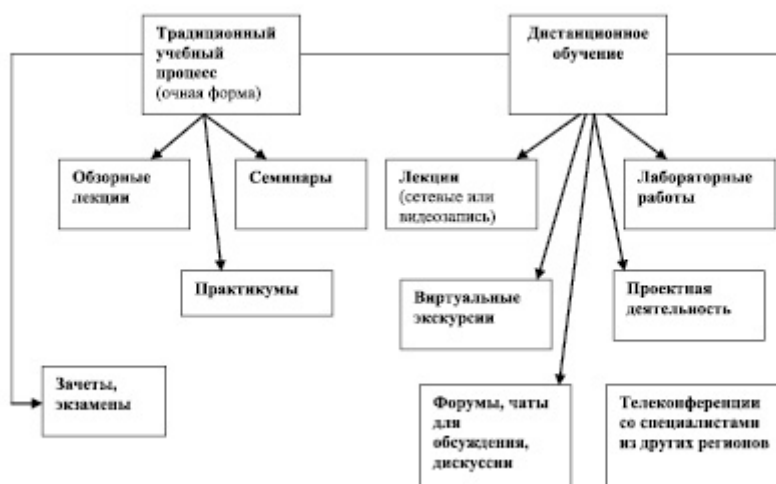 Традиционный
учебный
процесс
(очная форма)
Дистанционное
обучение
Обзорные
лекции
Семинары
Лекции
(сетевые или
видеозапись)
Лабораторные
работы
Практикумы
Виртуальные
экскурсии
Проектная
деятельность
Зачеты,
экзамены
Форумы, чаты
для
обсуждения,
дискуссии
Телеконференции
со специалистами
из других регионов